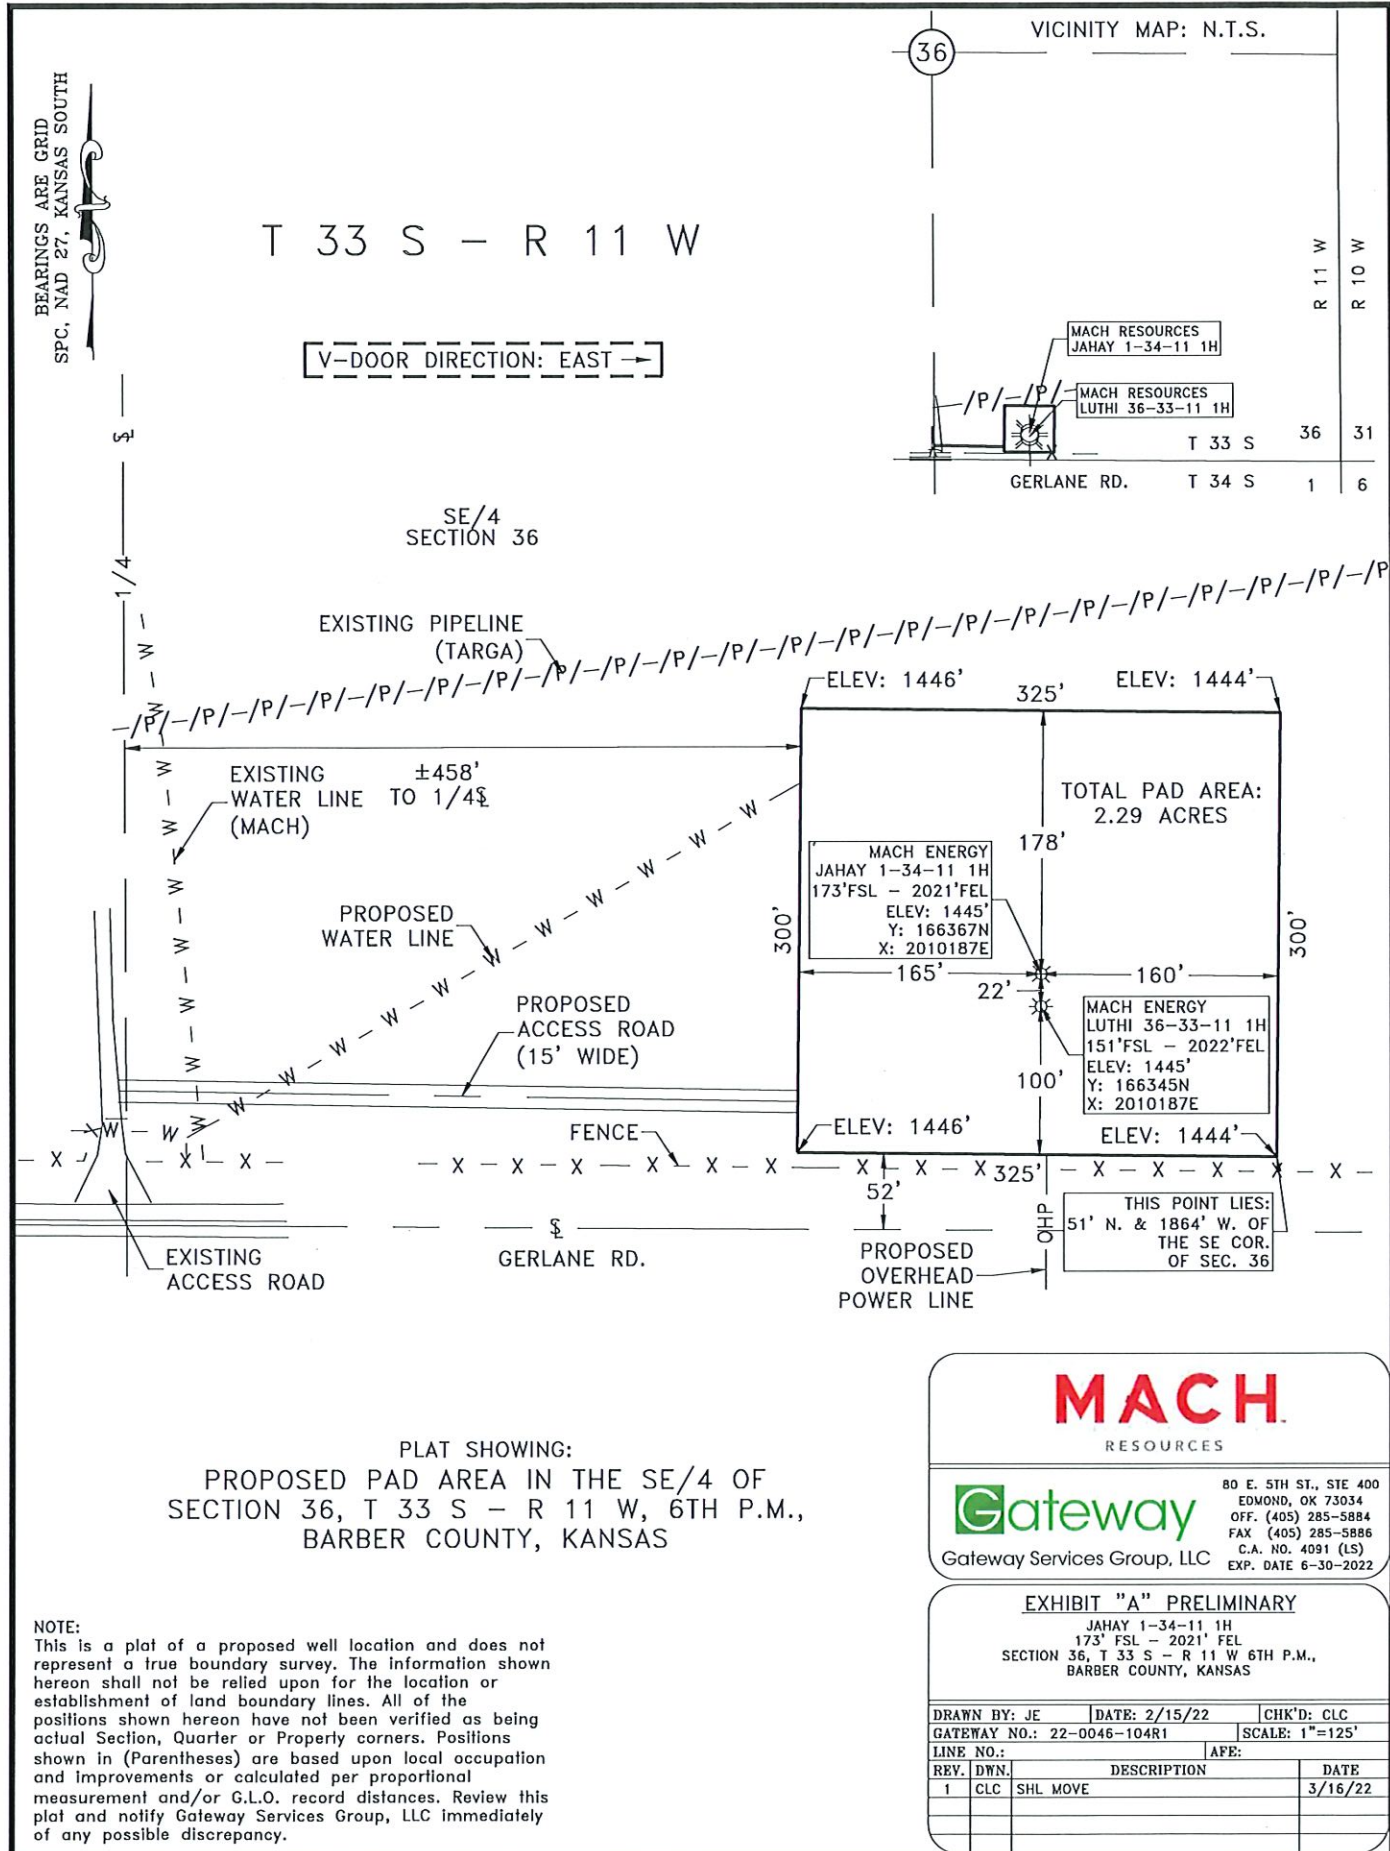 VICINITY MAP: N.T.S.
36
BEARINGS ARE GRID
SPC, NAD 27, KANSAS SOUTH
T 33 S – R 11 W
V-DOOR DIRECTION: EAST
R 11 W
R 10 W
MACH RESOURCES
JAHAY 1-34-11 1H
/P/–/P/
MACH RESOURCES
LUTHI 36-33-11 1H
T 33 S
36
31
X
GERLANE RD.
T 34 S
1
6
SE/4
SECTION 36
1/4 ℄
EXISTING PIPELINE
(TARGA)
–/P/–/P/–/P/–/P/–/P/–/P/–/P/–/P/–/P/–/P/–/P/–/P/–/P/–/P/–/P/–/P/–/P/–/P/–/P/–/P/–/P
ELEV: 1446'
325'
ELEV: 1444'
EXISTING
WATER LINE
(MACH)
±458'
TO 1/4℄
TOTAL PAD AREA:
2.29 ACRES
178'
MACH ENERGY
JAHAY 1-34-11 1H
173'FSL – 2021'FEL
ELEV: 1445'
Y: 166367N
X: 2010187E
PROPOSED
WATER LINE
300'
300'
165'
160'
22'
MACH ENERGY
LUTHI 36-33-11 1H
151'FSL – 2022'FEL
ELEV: 1445'
Y: 166345N
X: 2010187E
PROPOSED
ACCESS ROAD
(15' WIDE)
100'
FENCE
ELEV: 1446'
ELEV: 1444'
325'
52'
OHP
THIS POINT LIES:
51' N. & 1864' W. OF
THE SE COR.
OF SEC. 36
℄
GERLANE RD.
EXISTING
ACCESS ROAD
PROPOSED
OVERHEAD
POWER LINE
PLAT SHOWING:
PROPOSED PAD AREA IN THE SE/4 OF
SECTION 36, T 33 S – R 11 W, 6TH P.M.,
BARBER COUNTY, KANSAS
MACH
RESOURCES
Gateway
Gateway Services Group, LLC
80 E. 5TH ST., STE 400
EDMOND, OK 73034
OFF. (405) 285-5884
FAX (405) 285-5886
C.A. NO. 4091 (LS)
EXP. DATE 6-30-2022
EXHIBIT "A" PRELIMINARY
JAHAY 1-34-11 1H
173' FSL – 2021' FEL
SECTION 36, T 33 S – R 11 W 6TH P.M.,
BARBER COUNTY, KANSAS
DRAWN BY: JE DATE: 2/15/22 CHK'D: CLC
GATEWAY NO.: 22-0046-104R1 SCALE: 1"=125'
LINE NO.: AFE:
REV. DWN. DESCRIPTION DATE
1 CLC SHL MOVE 3/16/22
NOTE:
This is a plat of a proposed well location and does not
represent a true boundary survey. The information shown
hereon shall not be relied upon for the location or
establishment of land boundary lines. All of the
positions shown hereon have not been verified as being
actual Section, Quarter or Property corners. Positions
shown in (Parentheses) are based upon local occupation
and improvements or calculated per proportional
measurement and/or G.L.O. record distances. Review this
plat and notify Gateway Services Group, LLC immediately
of any possible discrepancy.